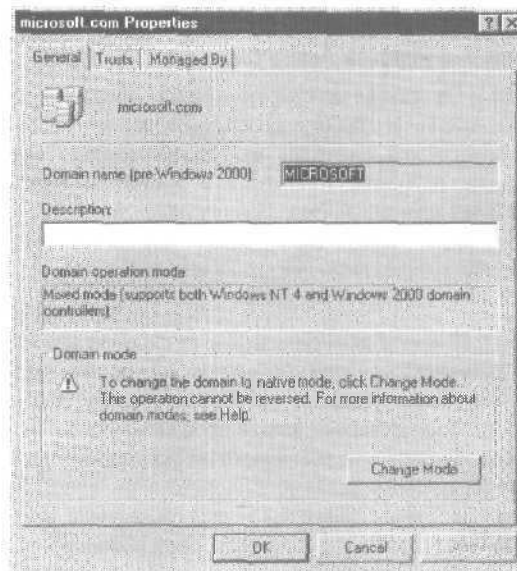 microsoft.com Properties
? X
General Trusts Managed By
microsoft.com
Domain name (pre-Windows 2000): MICROSOFT
Description:
Domain operation mode
Mixed mode (supports both Windows NT 4 and Windows 2000 domain
controllers)
Domain mode
To change the domain to native mode, click Change Mode.
This operation cannot be reversed. For more information about
domain modes, see Help.
Change Mode
OK Cancel